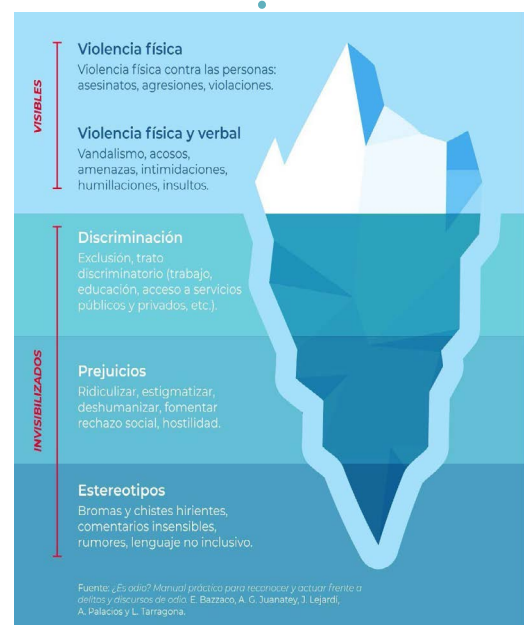 VISIBLES
Violencia física
Violencia física contra las personas:
asesinatos, agresiones, violaciones.
Violencia física y verbal
Vandalismo, acosos,
amenazas, intimidaciones,
humillaciones, insultos.
INVISIBILIZADOS
Discriminación
Exclusión, trato
discriminatorio (trabajo,
educación, acceso a servicios
públicos y privados, etc.).
Prejuicios
Ridiculizar, estigmatizar,
deshumanizar, fomentar
rechazo social, hostilidad.
Estereotipos
Bromas y chistes hirientes,
comentarios insensibles,
rumores, lenguaje no inclusivo.
Fuente: ¿Es odio? Manual práctico para reconocer y actuar frente a
delitos y discursos de odio. E. Bazzaco, A. G. Juanatey, J. Lejardi,
A. Palacios y L. Tarragona.